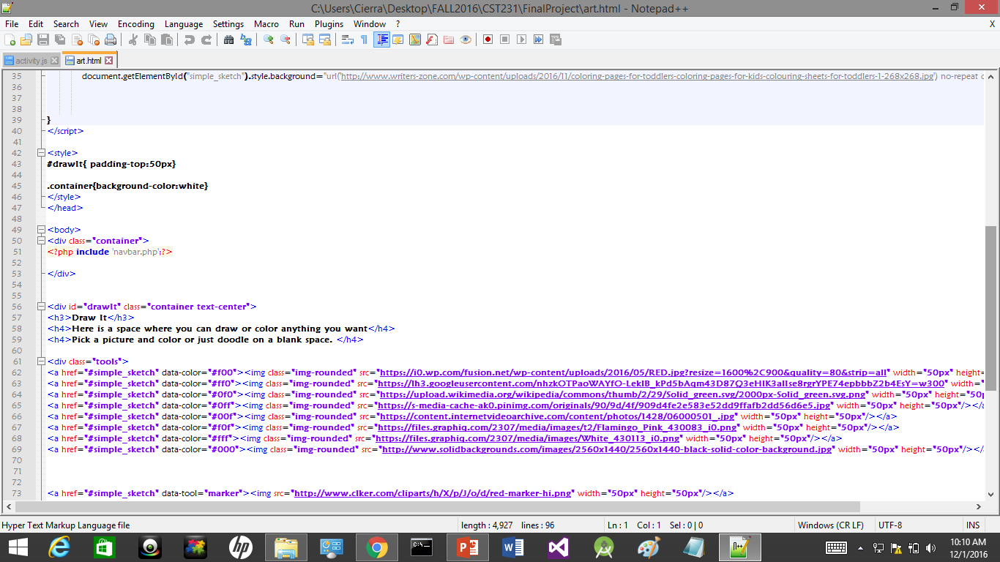 C:\Users\Cierra\Desktop\FALL2016\CST231\FinalProject\art.html - Notepad++
File Edit Search View Encoding Language Settings Macro Run Plugins Window ? X
activity.js art.html
35 document.getElementById("simple_sketch").style.background="url('http://www.writers-zone.com/wp-content/uploads/2016/11/coloring-pages-for-toddlers-coloring-pages-for-kids-colouring-sheets-for-toddlers-1-268x268.jpg') no-repeat c
36
37
38
39 }
40 </script>
41
42 <style>
43 #drawIt{ padding-top:50px}
44
45 .container{background-color:white}
46 </style>
47 </head>
48
49 <body>
50 <div class="container">
51 <?php include 'navbar.php';?>
52
53 </div>
54
55
56 <div id="drawIt" class="container text-center">
57 <h3>Draw It</h3>
58 <h4>Here is a space where you can draw or color anything you want</h4>
59 <h4>Pick a picture and color or just doodle on a blank space. </h4>
60
61 <div class="tools">
62 <a href="#simple_sketch" data-color="#f00"><img class="img-rounded" src="https://i0.wp.com/fusion.net/wp-content/uploads/2016/05/RED.jpg?resize=1600%2C900&quality=80&strip=all" width="50px" height=
63 <a href="#simple_sketch" data-color="#ff0"><img class="img-rounded" src="https://lh3.googleusercontent.com/nhzkOTPaoWAYfO-LeklB_kPd5bAqm43D87Q3eHIK3aIlse8rgrYPE74epbbbZ2b4EsY=w300" width="
64 <a href="#simple_sketch" data-color="#0f0"><img class="img-rounded" src="https://upload.wikimedia.org/wikipedia/commons/thumb/2/29/Solid_green.svg/2000px-Solid_green.svg.png" width="50px" height="50p
65 <a href="#simple_sketch" data-color="#0ff"><img class="img-rounded" src="https://s-media-cache-ak0.pinimg.com/originals/90/9d/4f/909d4fe2e583e52dd9ffafb2dd56d6e5.jpg" width="50px" height="50px"/></a
66 <a href="#simple_sketch" data-color="#00f"><img class="img-rounded" src="https://content.internetvideoarchive.com/content/photos/1428/06000501_.jpg" width="50px" height="50px"/></a>
67 <a href="#simple_sketch" data-color="#f0f"><img class="img-rounded" src="https://files.graphiq.com/2307/media/images/t2/Flamingo_Pink_430083_i0.png" width="50px" height="50px"/></a>
68 <a href="#simple_sketch" data-color="#fff"><img class="img-rounded" src="https://files.graphiq.com/2307/media/images/White_430113_i0.png" width="50px" height="50px"/></a>
69 <a href="#simple_sketch" data-color="#000"><img class="img-rounded" src="http://www.solidbackgrounds.com/images/2560x1440/2560x1440-black-solid-color-background.jpg" width="50px" height="50px"/></
70
71
72
73 <a href="#simple_sketch" data-tool="marker"><img src="http://www.clker.com/cliparts/h/X/p/J/o/d/red-marker-hi.png" width="50px" height="50px"/></a>
Hyper Text Markup Language file length : 4,927 lines : 96 Ln : 1 Col : 1 Sel : 0 | 0 Windows (CR LF) UTF-8 INS
10:10 AM
12/1/2016